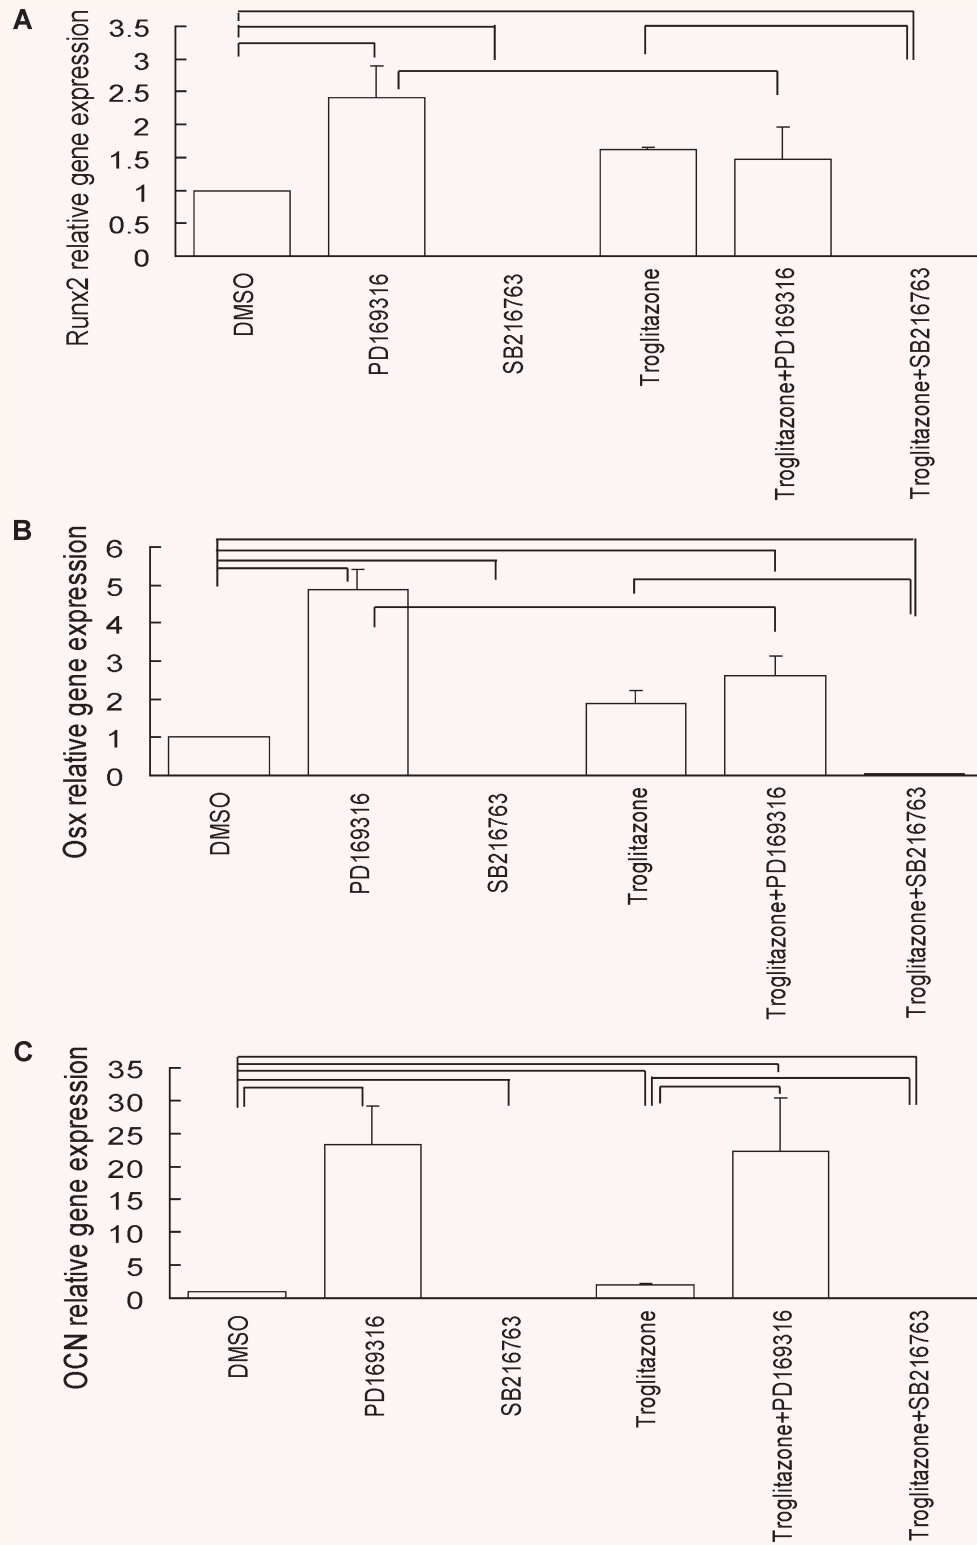 A
Runx2 relative gene expression
3.5
3
2.5
2
1.5
1
0.5
0
DMSO
PD169316
SB216763
Troglitazone
Troglitazone+PD169316
Troglitazone+SB216763
B
Osx relative gene expression
6
5
4
3
2
1
0
DMSO
PD169316
SB216763
Troglitazone
Troglitazone+PD169316
Troglitazone+SB216763
C
OCN relative gene expression
35
30
25
20
15
10
5
0
DMSO
PD169316
SB216763
Troglitazone
Troglitazone+PD169316
Troglitazone+SB216763